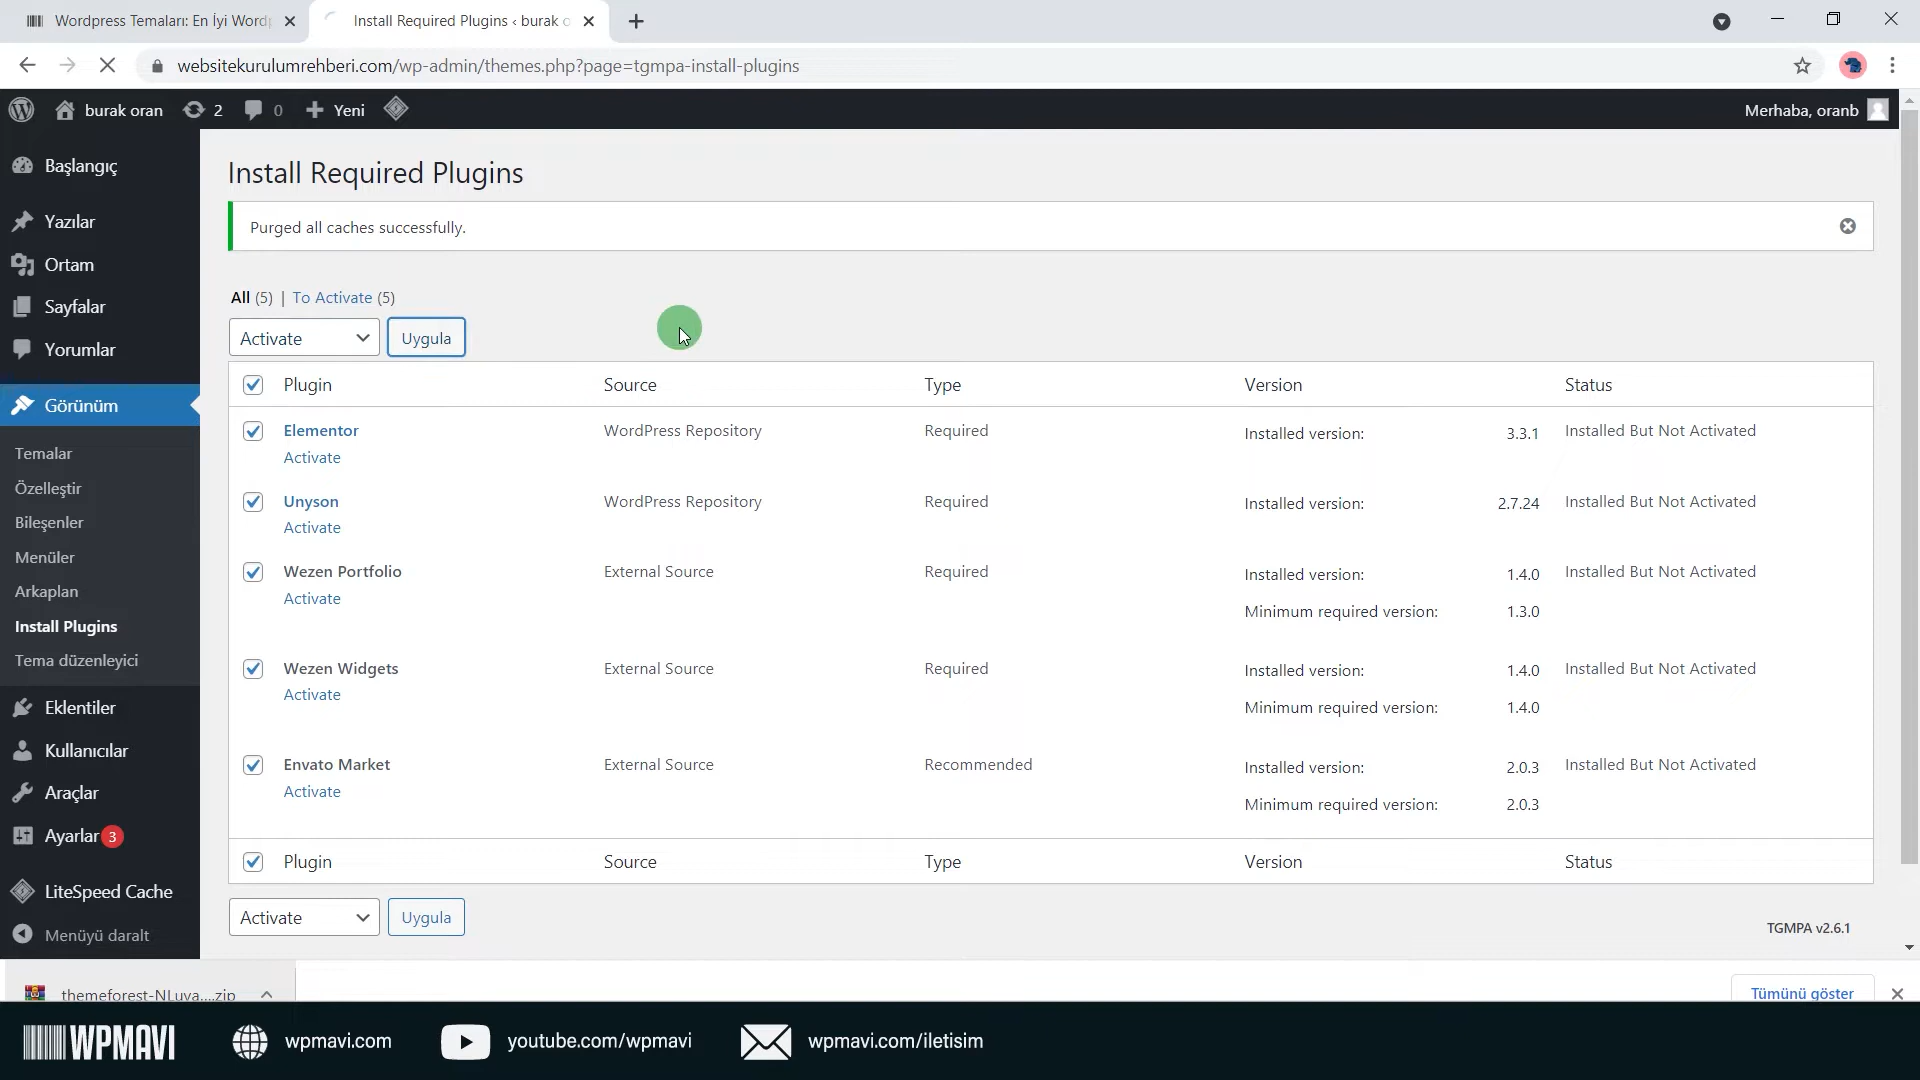 Wordpress Temaları: En İyi Word
Install Required Plugins ‹ burak o
websitekurulumrehberi.com/wp-admin/themes.php?page=tgmpa-install-plugins
burak oran 2 0 Yeni
Merhaba, oranb
Başlangıç
Yazılar
Ortam
Sayfalar
Yorumlar
Görünüm
Temalar
Özelleştir
Bileşenler
Menüler
Arkaplan
Install Plugins
Tema düzenleyici
Eklentiler
Kullanıcılar
Araçlar
Ayarlar 3
LiteSpeed Cache
Menüyü daralt
Install Required Plugins
Purged all caches successfully.
All (5) | To Activate (5)
Activate Uygula
Plugin Source Type Version Status
Elementor WordPress Repository Required Installed version: 3.3.1 Installed But Not Activated
Activate
Unyson WordPress Repository Required Installed version: 2.7.24 Installed But Not Activated
Activate
Wezen Portfolio External Source Required Installed version: 1.4.0 Installed But Not Activated
Activate
Minimum required version: 1.3.0
Wezen Widgets External Source Required Installed version: 1.4.0 Installed But Not Activated
Activate
Minimum required version: 1.4.0
Envato Market External Source Recommended Installed version: 2.0.3 Installed But Not Activated
Activate
Minimum required version: 2.0.3
Plugin Source Type Version Status
Activate Uygula
TGMPA v2.6.1
themeforest-NLuva....zip
Tümünü göster
WPMAVI wpmavi.com youtube.com/wpmavi wpmavi.com/iletisim